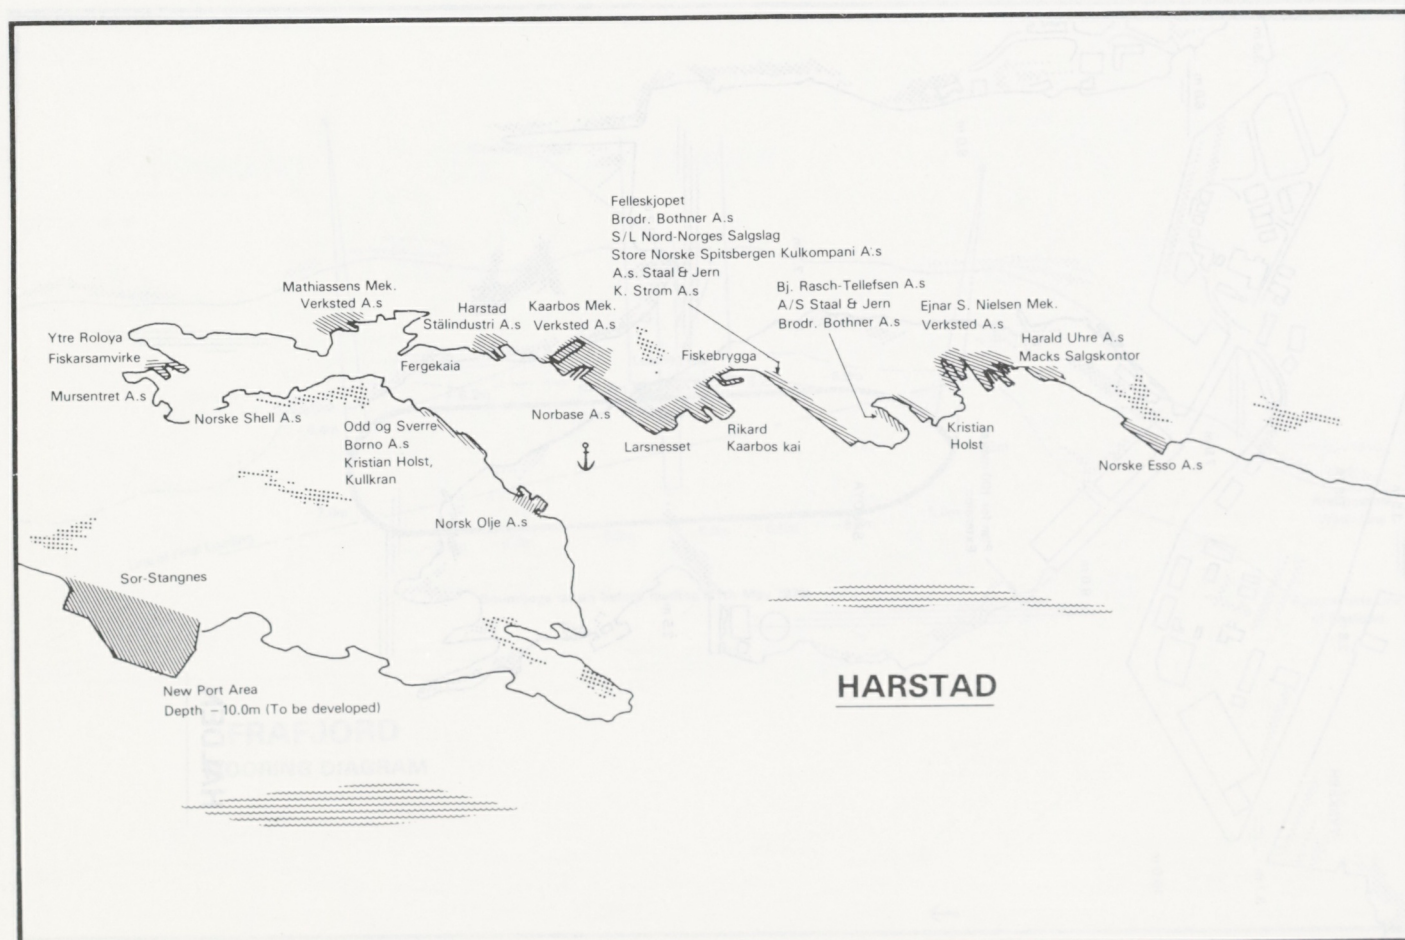 Felleskjopet
Brodr. Bothner A.s
S/L Nord-Norges Salgslag
Store Norske Spitsbergen Kulkompani A.s
A.s. Staal & Jern
K. Strom A.s
Bj. Rasch-Tellefsen A.s
A/S Staal & Jern
Brodr. Bothner A.s
Mathiassens Mek.
Verksted A.s
Harstad
Stälindustri A.s
Kaarbos Mek.
Verksted A.s
Ejnar S. Nielsen Mek.
Verksted A.s
Harald Uhre A.s
Macks Salgskontor
Ytre Roloya
Fiskarsamvirke
Mursentret A.s
Fergekaia
Fiskebrygga
Norske Shell A.s
Odd og Sverre
Borno A.s
Kristian Holst,
Kullkran
Norbase A.s
Larsnesset
Rikard
Kaarbos kai
Kristian
Holst
Norske Esso A.s
Norsk Olje A.s
Sor-Stangnes
New Port Area
Depth – 10.0m (To be developed)
HARSTAD
FRAFJORD
MOORING DIAGRAM